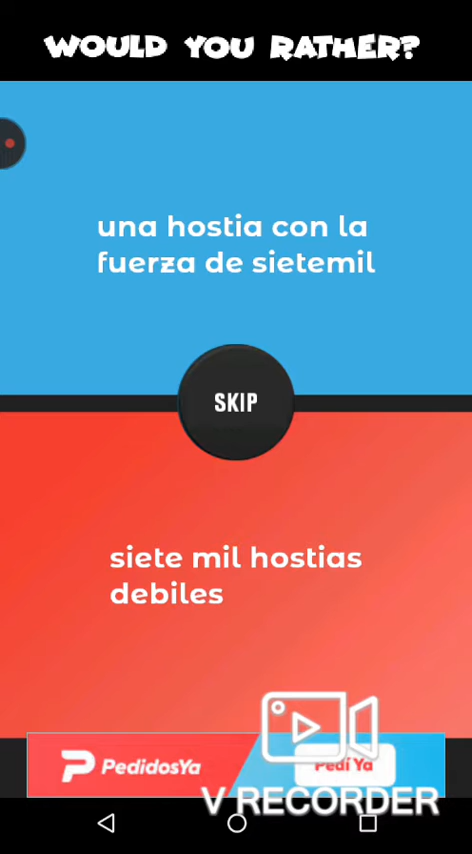 WOULD YOU RATHER?
una hostia con la
fuerza de sietemil
SKIP
siete mil hostias
debiles
PedidosYa
Pedí Ya
V RECORDER